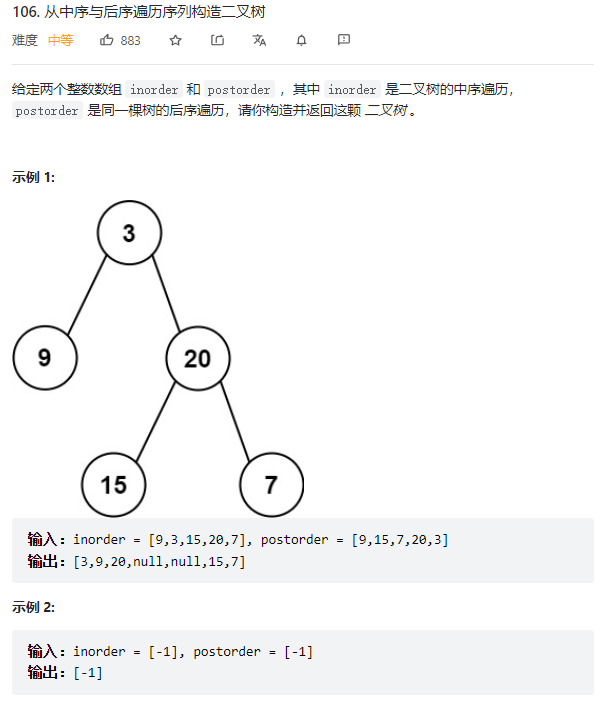 106. 从中序与后序遍历序列构造二叉树
难度 中等 883
给定两个整数数组 inorder 和 postorder ，其中 inorder 是二叉树的中序遍历，
postorder 是同一棵树的后序遍历，请你构造并返回这颗 二叉树 。
示例 1:
3
9 20
15 7
输入：inorder = [9,3,15,20,7], postorder = [9,15,7,20,3]
输出：[3,9,20,null,null,15,7]
示例 2:
输入：inorder = [-1], postorder = [-1]
输出：[-1]